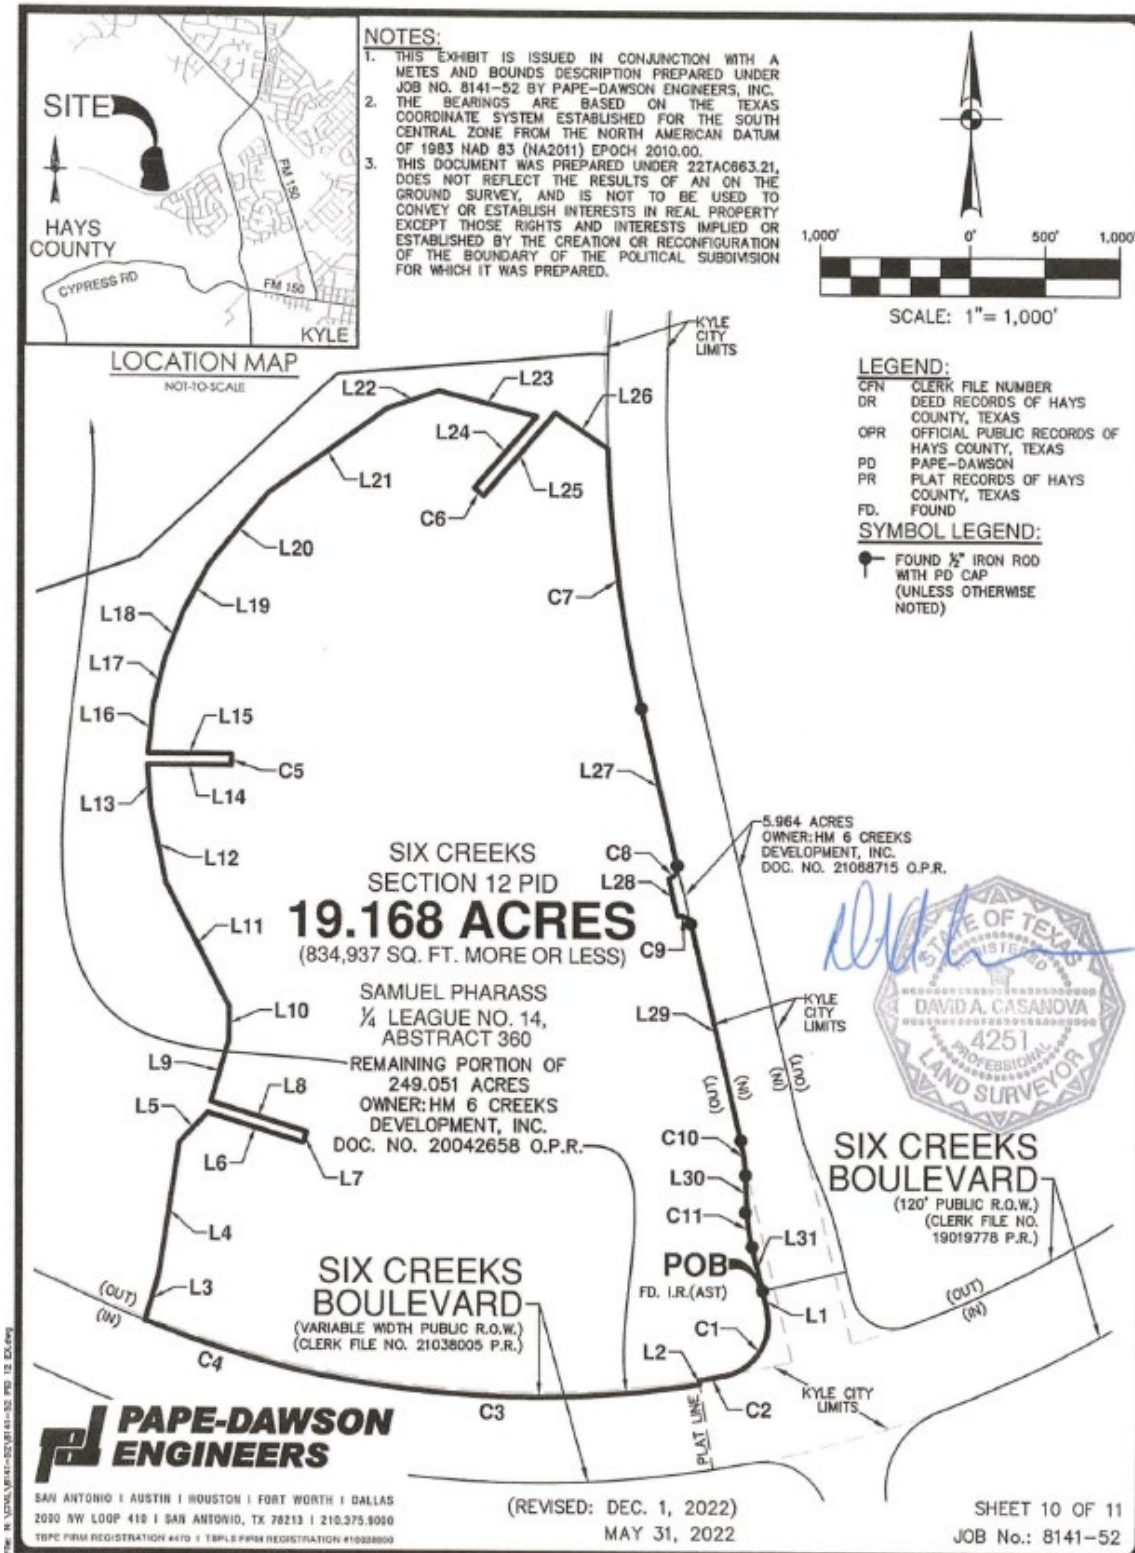 SITE
HAYS
COUNTY
CYPRESS RD
FM 150
FM 150
KYLE
LOCATION MAP
NOT-TO-SCALE
NOTES:
1. THIS EXHIBIT IS ISSUED IN CONJUNCTION WITH A
METES AND BOUNDS DESCRIPTION PREPARED UNDER
JOB NO. 8141-52 BY PAPE-DAWSON ENGINEERS, INC.
2. THE BEARINGS ARE BASED ON THE TEXAS
COORDINATE SYSTEM ESTABLISHED FOR THE SOUTH
CENTRAL ZONE FROM THE NORTH AMERICAN DATUM
OF 1983 NAD 83 (NA2011) EPOCH 2010.00.
3. THIS DOCUMENT WAS PREPARED UNDER 22TAC663.21,
DOES NOT REFLECT THE RESULTS OF AN ON THE
GROUND SURVEY, AND IS NOT TO BE USED TO
CONVEY OR ESTABLISH INTERESTS IN REAL PROPERTY
EXCEPT THOSE RIGHTS AND INTERESTS IMPLIED OR
ESTABLISHED BY THE CREATION OR RECONFIGURATION
OF THE BOUNDARY OF THE POLITICAL SUBDIVISION
FOR WHICH IT WAS PREPARED.
1,000' 0' 500' 1,000'
SCALE: 1"= 1,000'
LEGEND:
CFN CLERK FILE NUMBER
DR DEED RECORDS OF HAYS
COUNTY, TEXAS
OPR OFFICIAL PUBLIC RECORDS OF
HAYS COUNTY, TEXAS
PD PAPE-DAWSON
PR PLAT RECORDS OF HAYS
COUNTY, TEXAS
FD. FOUND
SYMBOL LEGEND:
FOUND ½" IRON ROD
WITH PD CAP
(UNLESS OTHERWISE
NOTED)
KYLE
CITY
LIMITS
L22
L23
L26
L24
L21
L25
C6
L20
C7
L19
L18
L17
L16
L15
C5
L14
L13
L27
L12
C8
L28
5.964 ACRES
OWNER: HM 6 CREEKS
DEVELOPMENT, INC.
DOC. NO. 21068715 O.P.R.
SIX CREEKS
SECTION 12 PID
19.168 ACRES
(834,937 SQ. FT. MORE OR LESS)
C9
L11
SAMUEL PHARASS
¼ LEAGUE NO. 14,
ABSTRACT 360
L10
L29
KYLE
CITY
LIMITS
STATE OF TEXAS
REGISTERED
DAVID A. CASANOVA
4251
PROFESSIONAL
LAND SURVEYOR
REMAINING PORTION OF
249.051 ACRES
OWNER: HM 6 CREEKS
DEVELOPMENT, INC.
DOC. NO. 20042658 O.P.R.
L9
L8
L5
L6
L7
(OUT)
(IN)
(IN)
(OUT)
C10
L30
C11
L31
SIX CREEKS
BOULEVARD
(120' PUBLIC R.O.W.)
(CLERK FILE NO.
19019778 P.R.)
L4
L3
(OUT)
(IN)
SIX CREEKS
BOULEVARD
(VARIABLE WIDTH PUBLIC R.O.W.)
(CLERK FILE NO. 21038005 P.R.)
POB
FD. I.R.(AST)
L1
C1
L2
(OUT)
(IN)
C4
C3
C2
PLAT LINE
KYLE CITY
LIMITS
PAPE-DAWSON
ENGINEERS
SAN ANTONIO I AUSTIN I HOUSTON I FORT WORTH I DALLAS
2000 NW LOOP 410 I SAN ANTONIO, TX 78213 I 210.375.9000
TBPE FIRM REGISTRATION #470 I TBPLS FIRM REGISTRATION #10028800
(REVISED: DEC. 1, 2022)
MAY 31, 2022
SHEET 10 OF 11
JOB No.: 8141-52